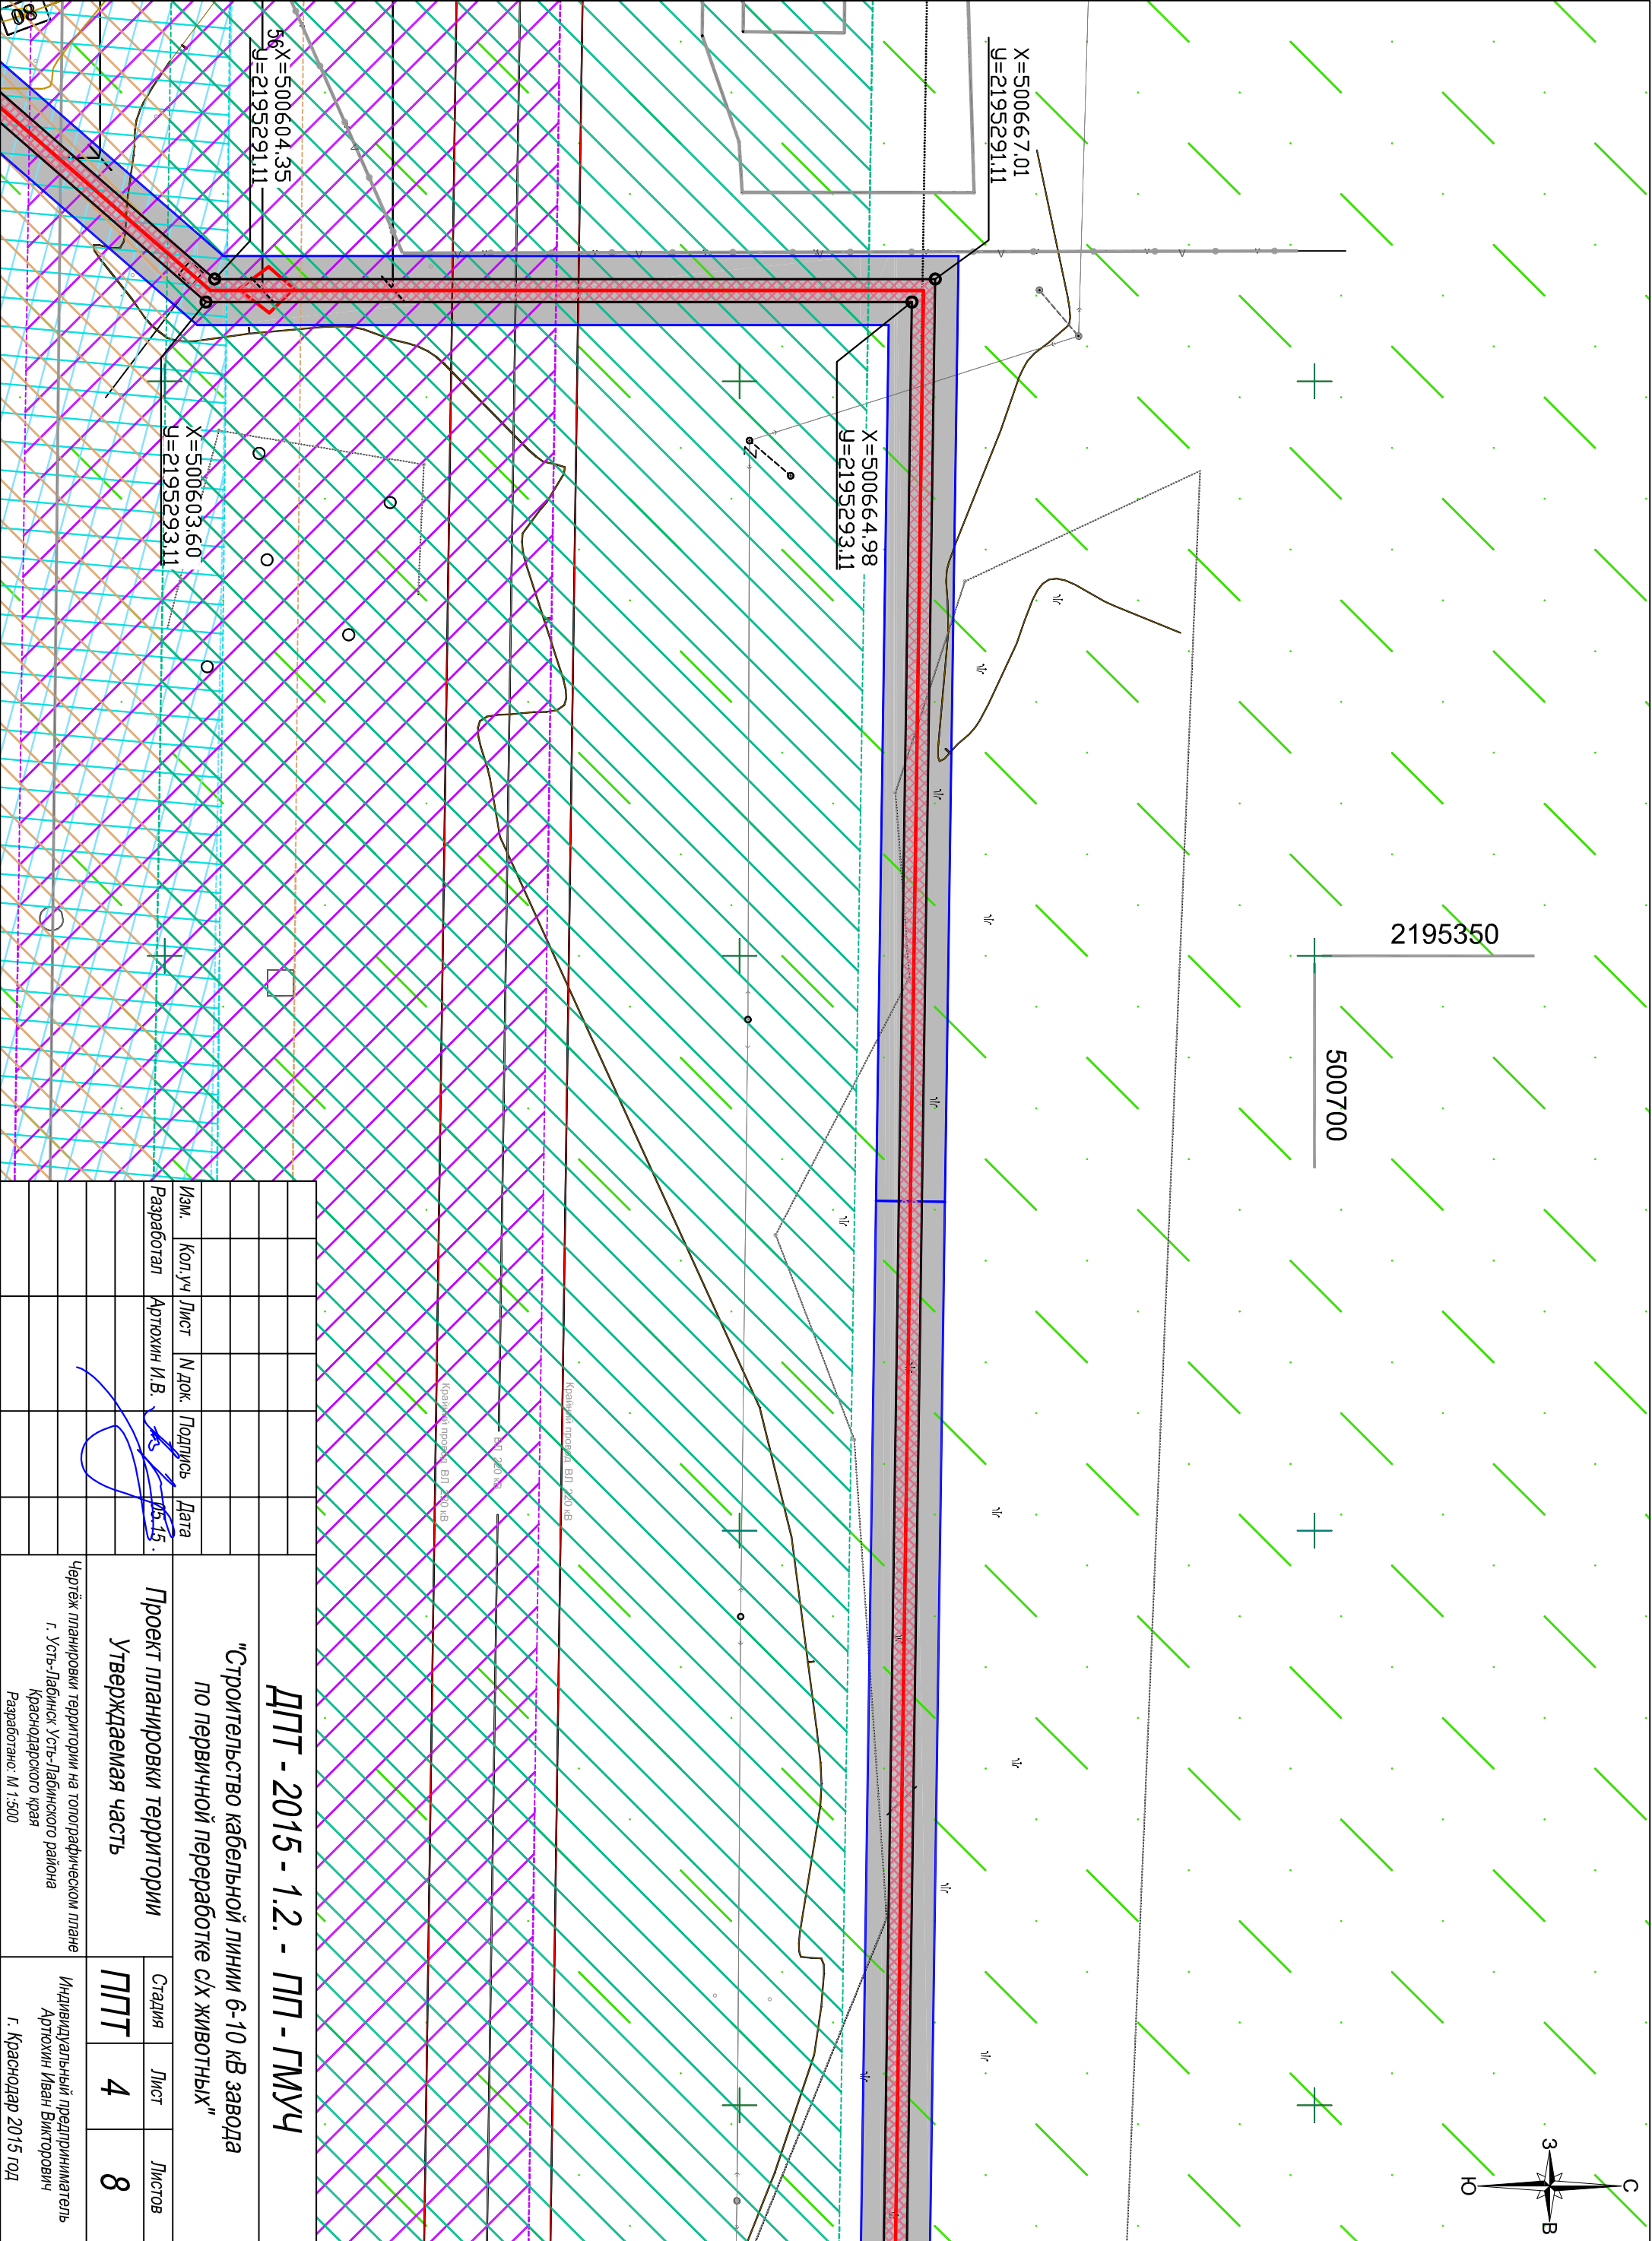 80
56
X=500604.35
У=2195291.11
X=500667.01
У=2195291.11
X=500664.98
У=2195293.11
X=500603.60
У=2195293.11
2195350
500700
С
З
В
Ю
Крайний провод ВЛ 220 кВ
ВЛ 220 кВ
Крайний провод ВЛ 220 кВ
Изм. Кол.уч Лист N док. Подпись Дата
Разработал Артюхин И.В. 05.15.
ДПТ - 2015 - 1.2. - ПП - ГМУЧ
"Строительство кабельной линии 6-10 кВ завода
по первичной переработке с/х животных"
Проект планировки территории
Утверждаемая часть
Стадия Лист Листов
ППТ 4 8
Чертёж планировки территории на топографическом плане
г. Усть-Лабинск Усть-Лабинского района
Краснодарского края
Разработано: М 1:500
Индивидуальный предприниматель
Артюхин Иван Викторович
г. Краснодар 2015 год